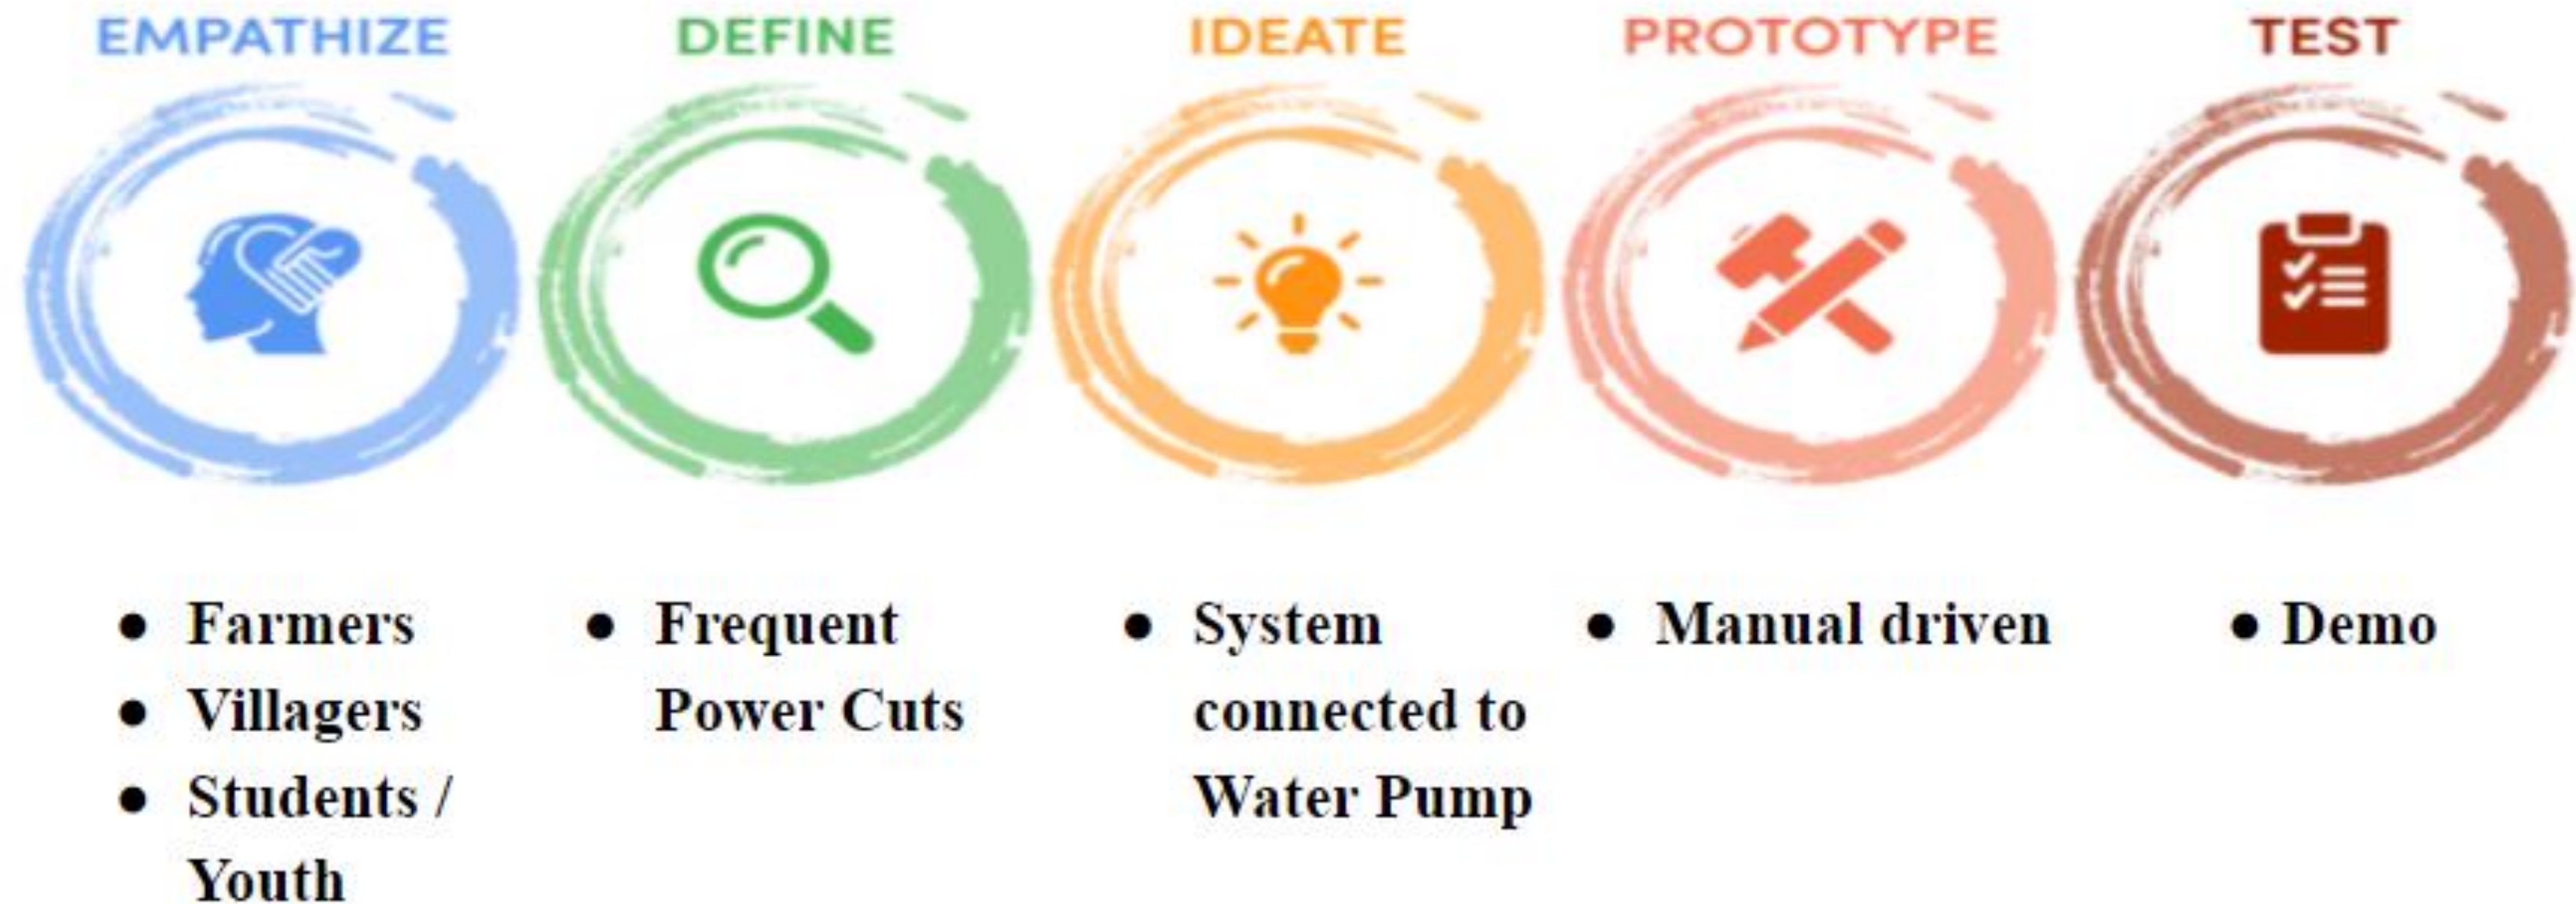 EMPATHIZE
DEFINE
IDEATE
PROTOTYPE
TEST
● Farmers
● Villagers
● Students /
Youth
● Frequent
Power Cuts
● System
connected to
Water Pump
● Manual driven
● Demo